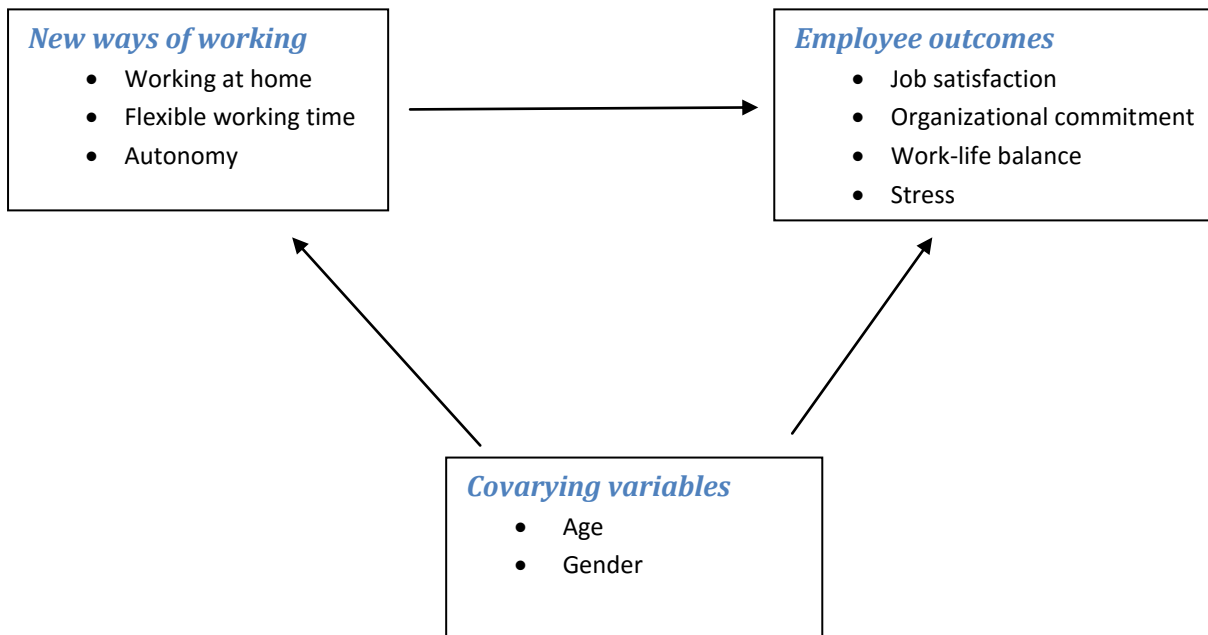 New ways of working
• Working at home
• Flexible working time
• Autonomy
Employee outcomes
• Job satisfaction
• Organizational commitment
• Work-life balance
• Stress
Covarying variables
• Age
• Gender